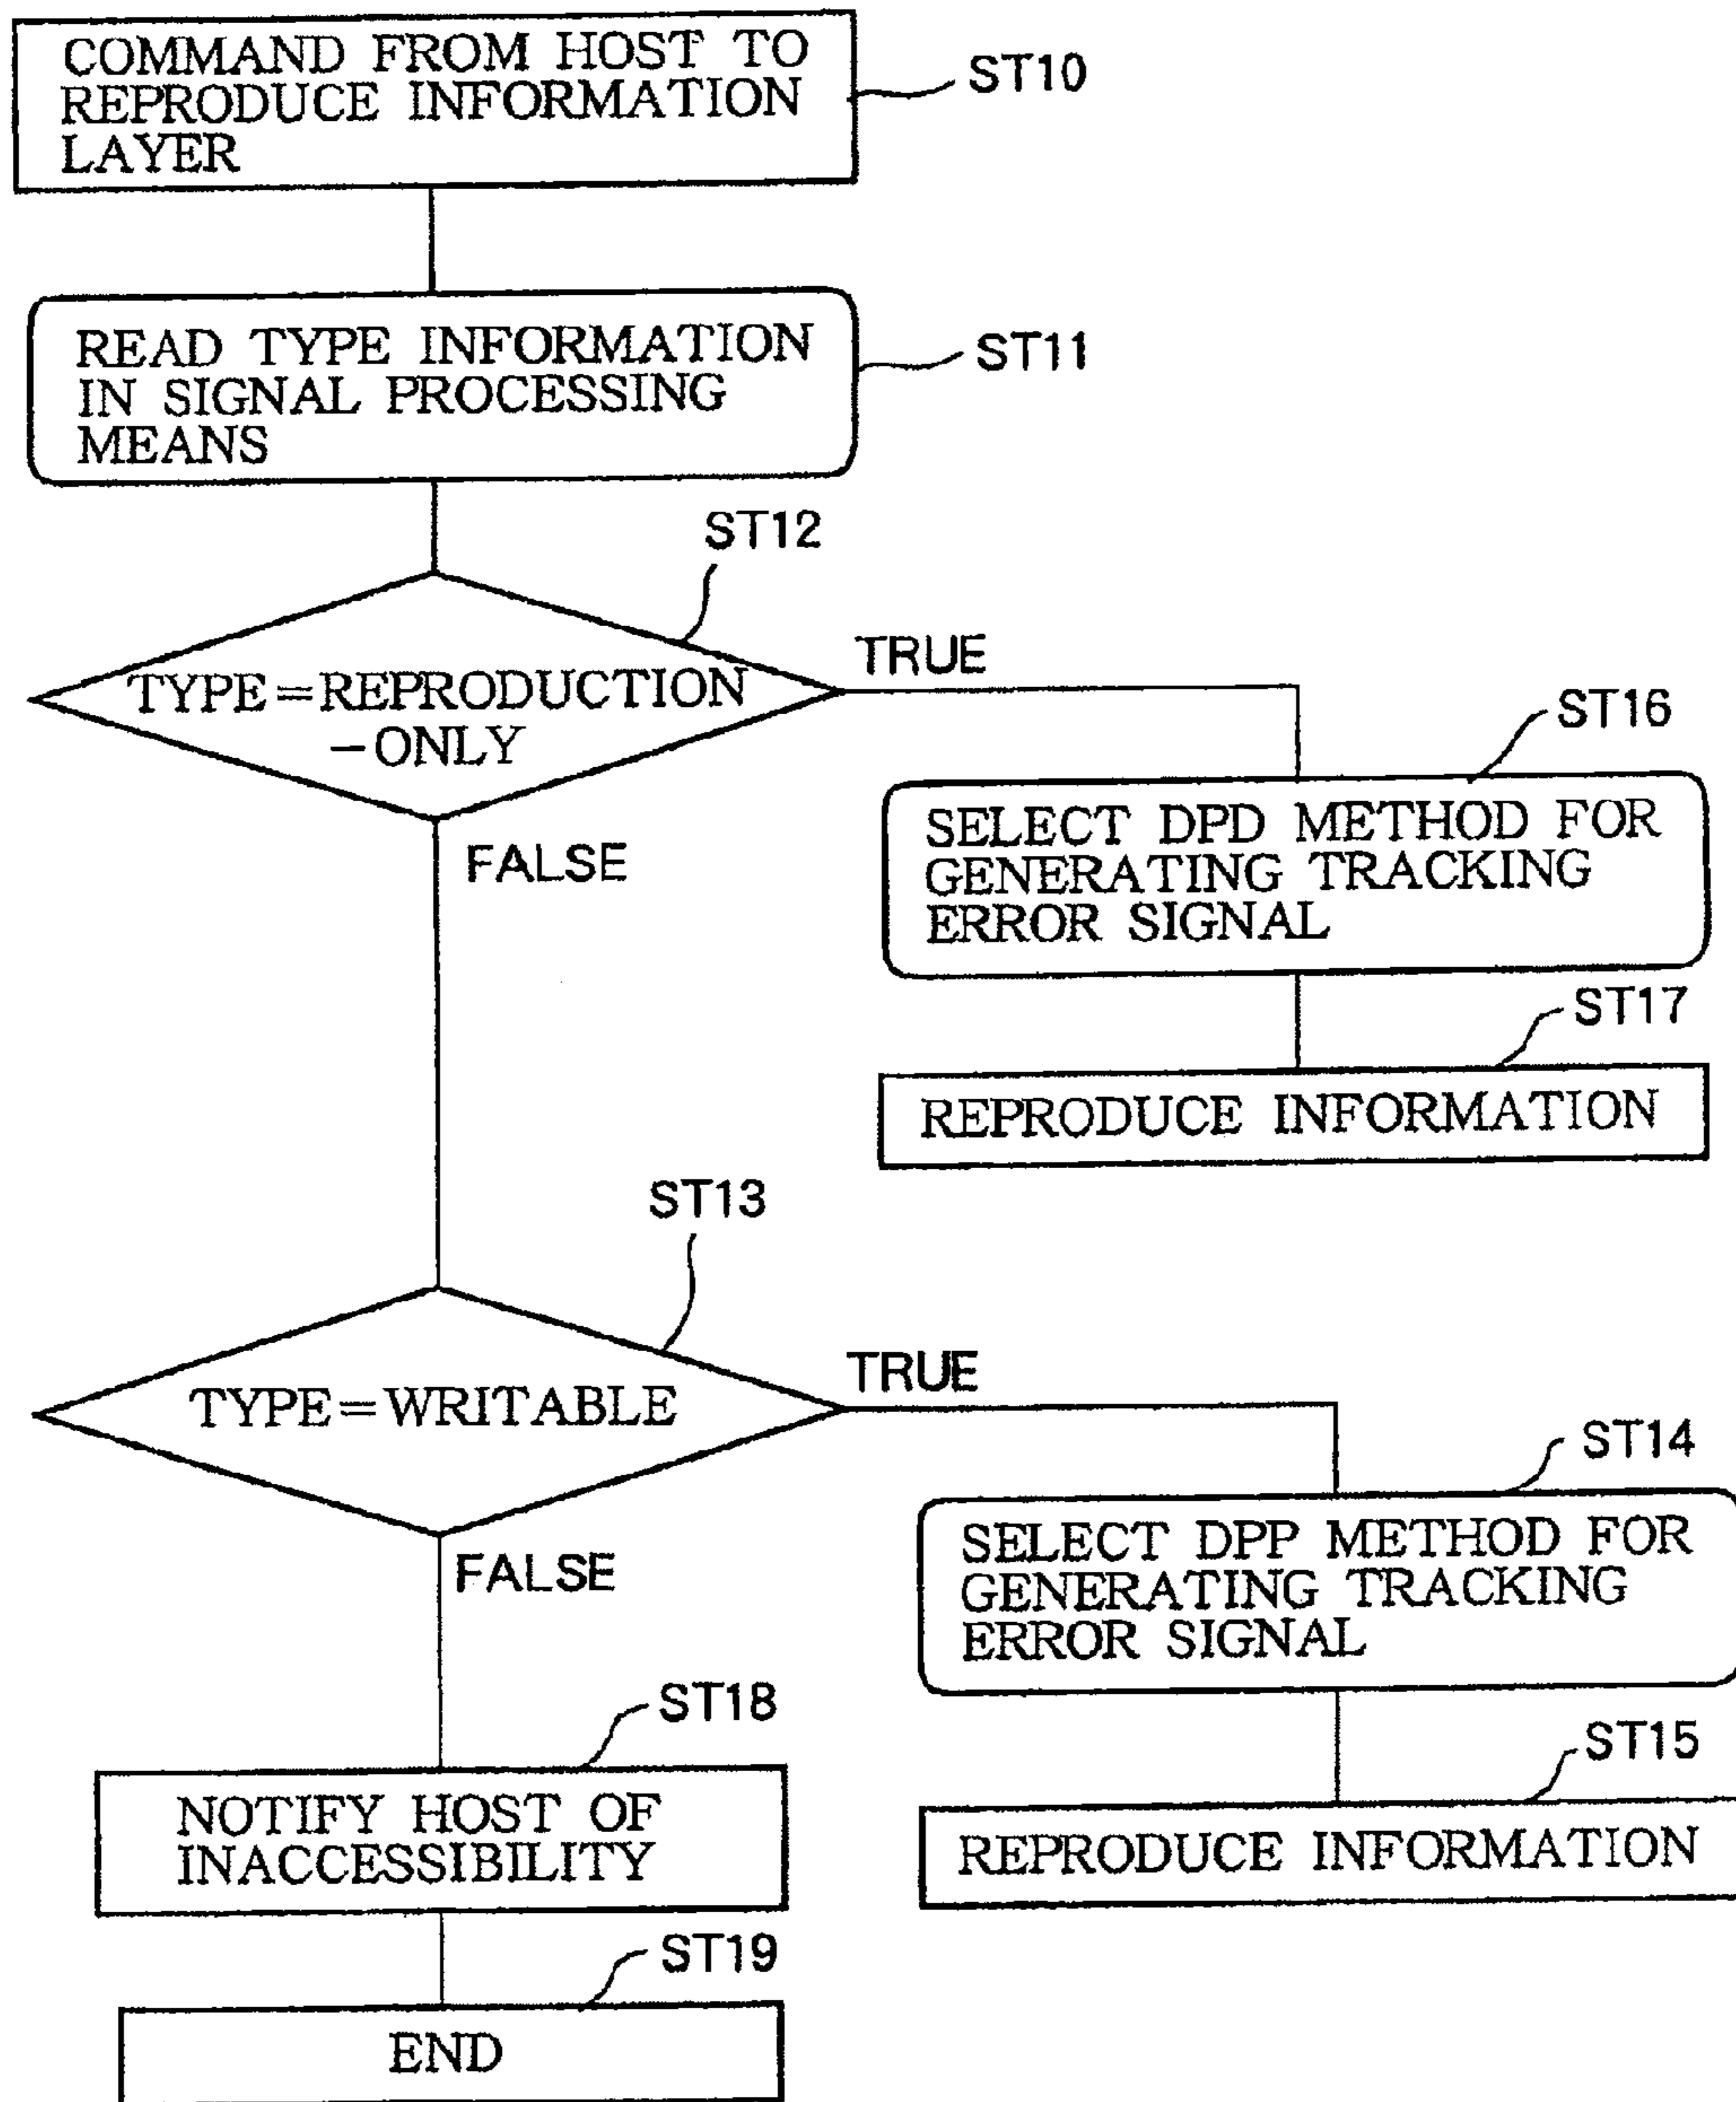 COMMAND FROM HOST TO
REPRODUCE INFORMATION
LAYER
ST10
READ TYPE INFORMATION
IN SIGNAL PROCESSING
MEANS
ST11
ST12
TYPE=REPRODUCTION
-ONLY
TRUE
FALSE
ST16
SELECT DPD METHOD FOR
GENERATING TRACKING
ERROR SIGNAL
ST17
REPRODUCE INFORMATION
ST13
TYPE=WRITABLE
TRUE
FALSE
ST14
SELECT DPP METHOD FOR
GENERATING TRACKING
ERROR SIGNAL
ST15
REPRODUCE INFORMATION
ST18
NOTIFY HOST OF
INACCESSIBILITY
ST19
END